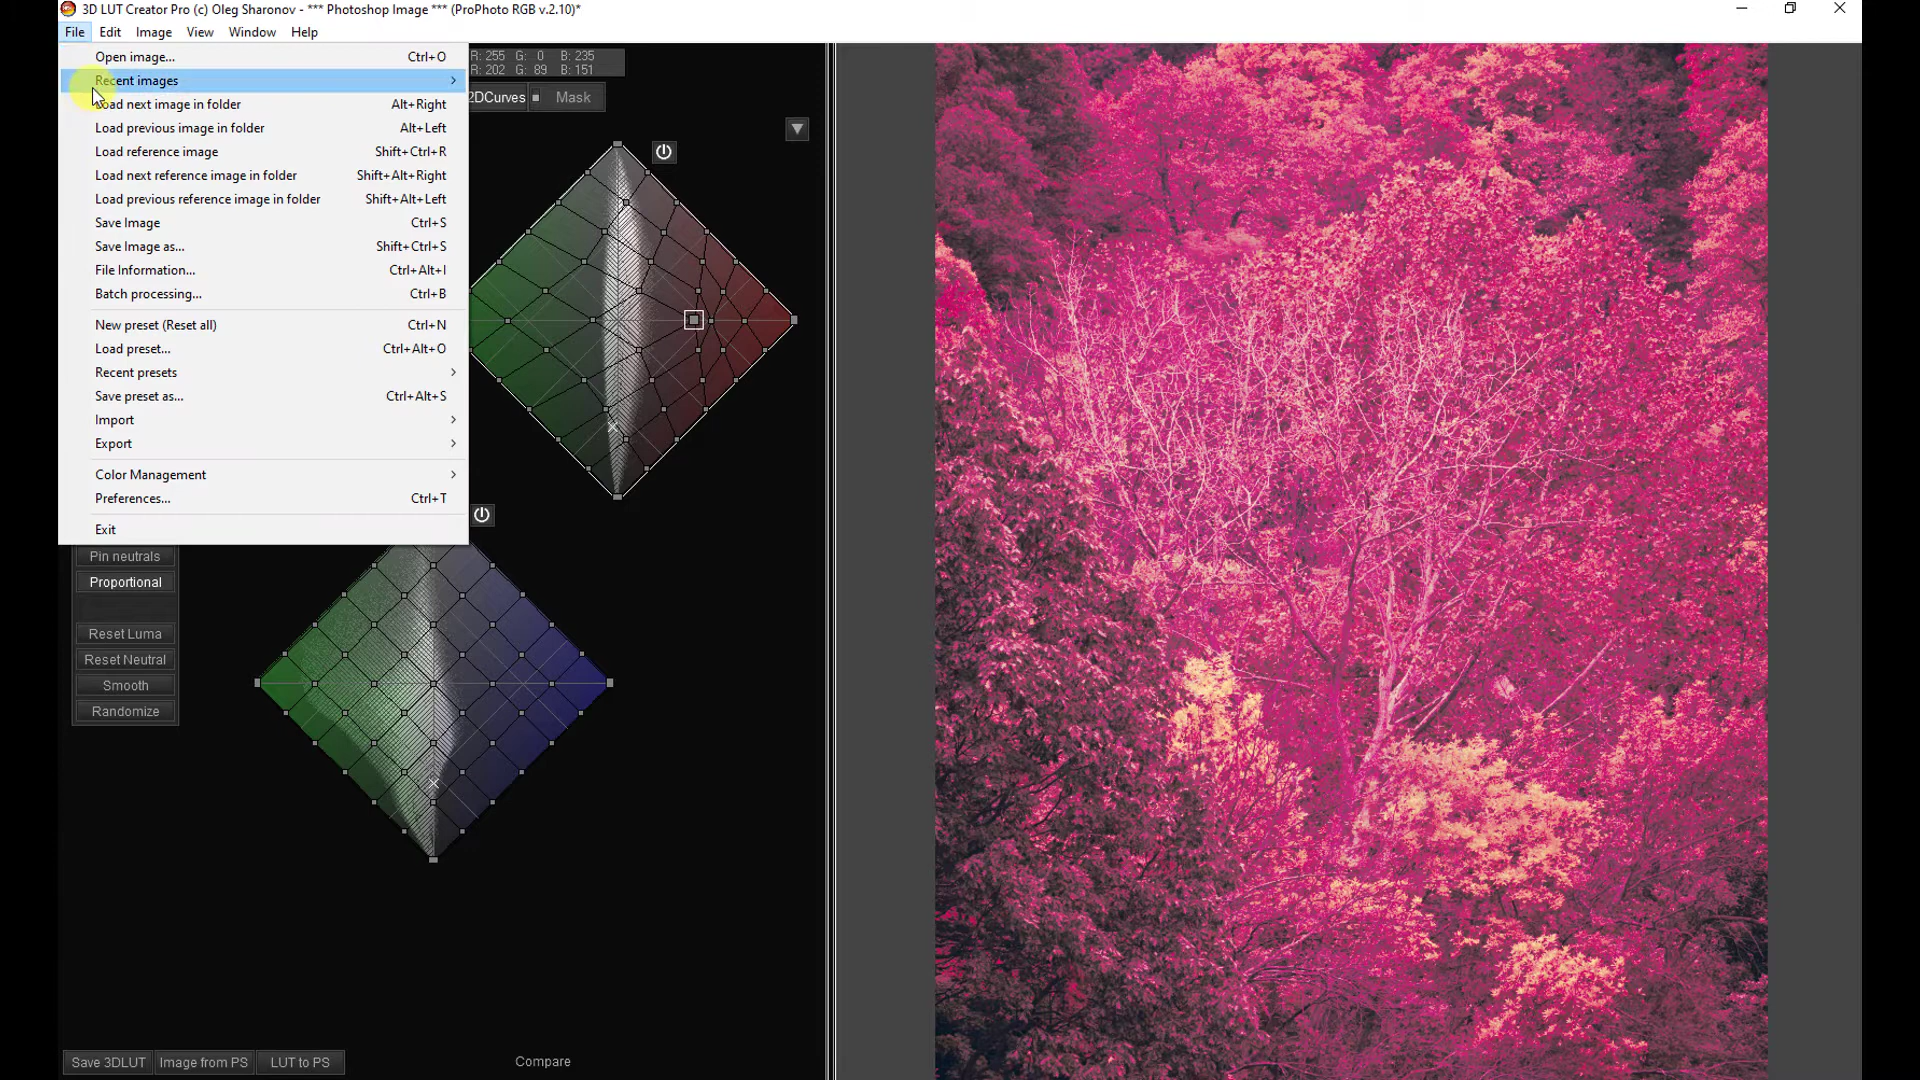 3D LUT Creator Pro (c) Oleg Sharonov - *** Photoshop Image *** (ProPhoto RGB v.2.10)*
File Edit Image View Window Help
Open image... Ctrl+O
Recent images
Load next image in folder Alt+Right
Load previous image in folder Alt+Left
Load reference image Shift+Ctrl+R
Load next reference image in folder Shift+Alt+Right
Load previous reference image in folder Shift+Alt+Left
Save Image Ctrl+S
Save Image as... Shift+Ctrl+S
File Information... Ctrl+Alt+I
Batch processing... Ctrl+B
New preset (Reset all) Ctrl+N
Load preset... Ctrl+Alt+O
Recent presets
Save preset as... Ctrl+Alt+S
Import
Export
Color Management
Preferences... Ctrl+T
Exit
R: 255 G: 0 B: 235
R: 202 G: 89 B: 151
2DCurves Mask
Pin neutrals
Proportional
Reset Luma
Reset Neutral
Smooth
Randomize
Save 3DLUT Image from PS LUT to PS Compare